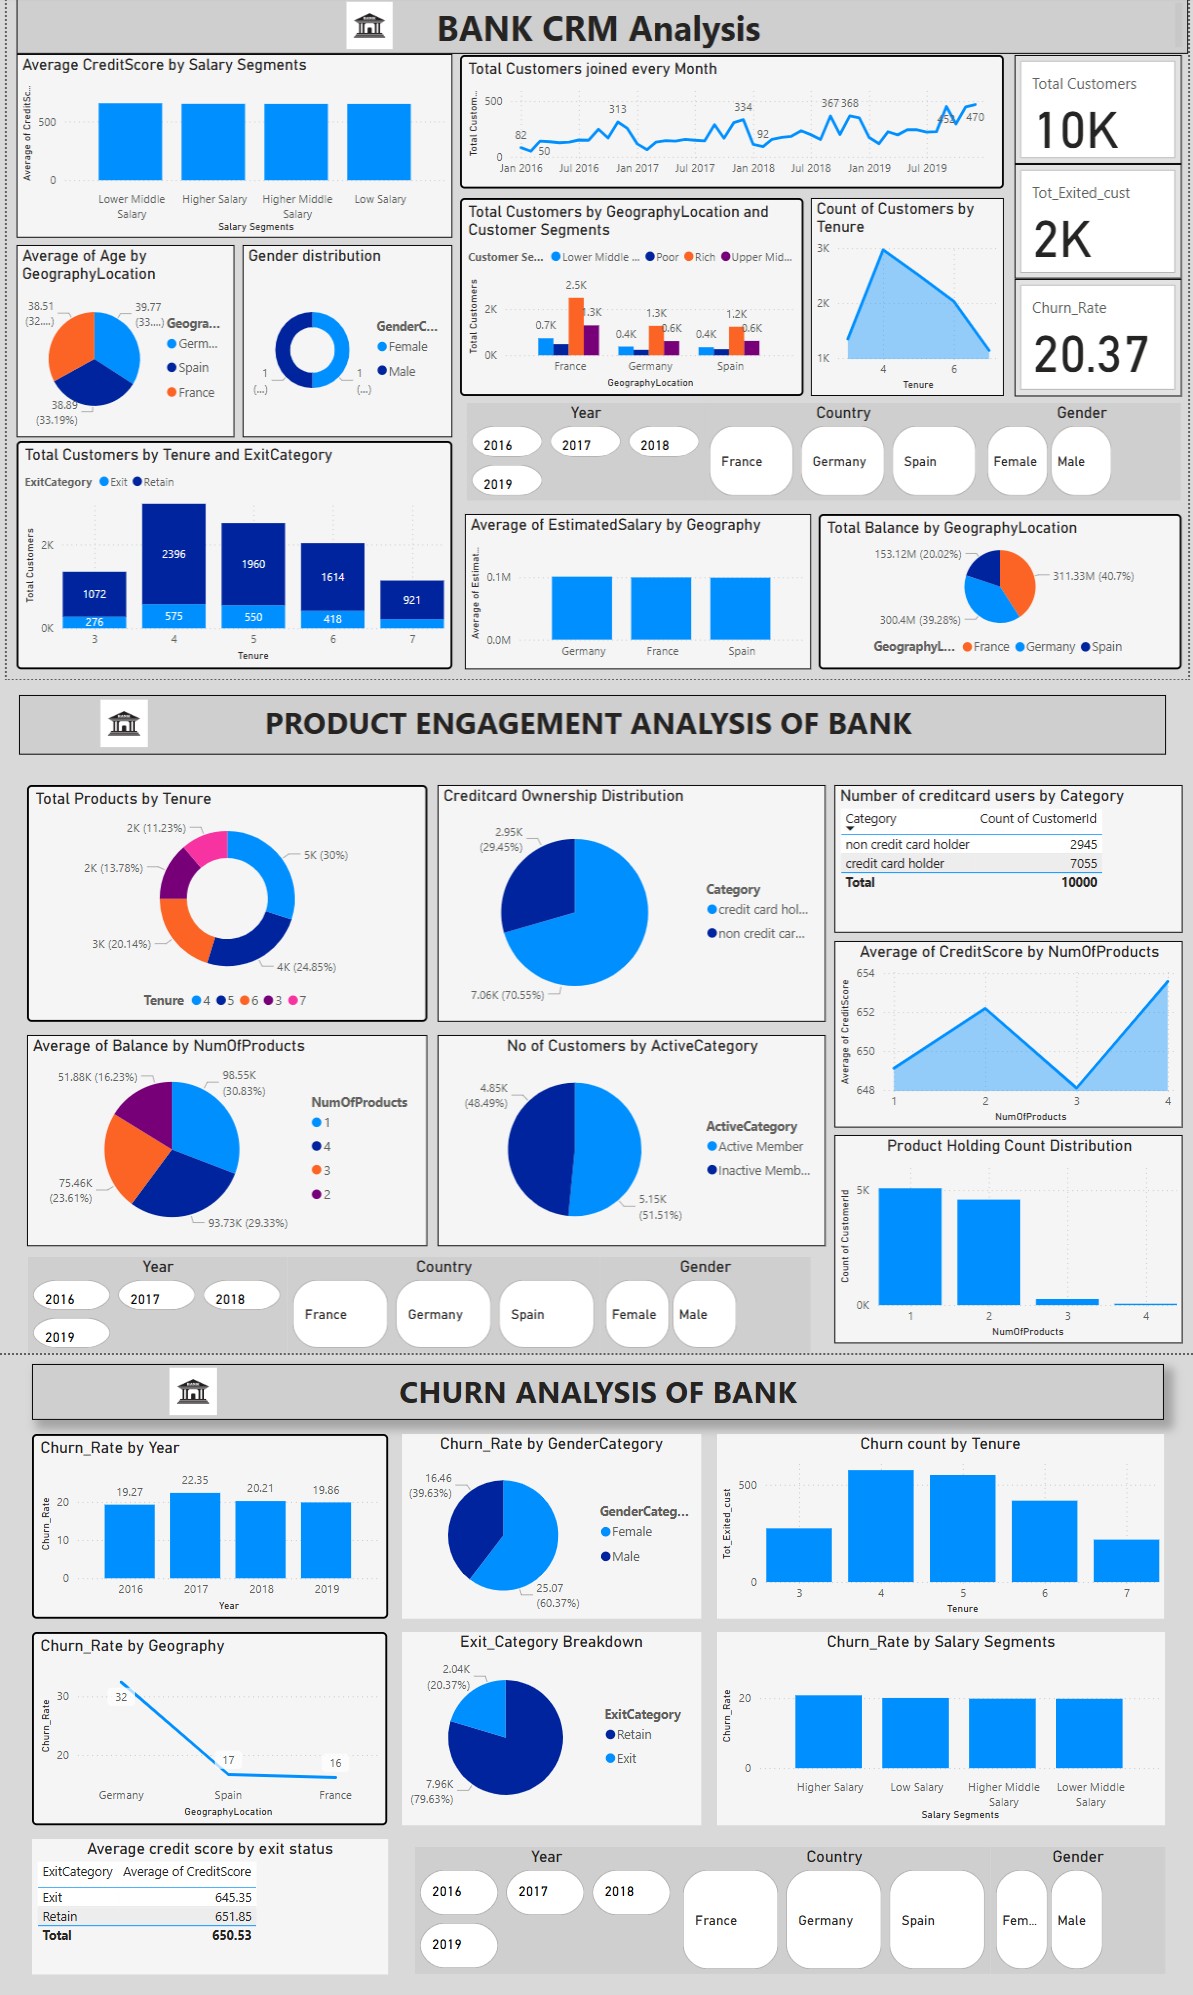 BANK CRM Analysis
Average CreditScore by Salary Segments
Average of CreditSc...
500
0
Lower Middle Salary
Higher Salary
Higher Middle Salary
Low Salary
Salary Segments
Total Customers joined every Month
Total Custom...
500
0
82
50
313
334
92
367
368
452
470
Jan 2016
Jul 2016
Jan 2017
Jul 2017
Jan 2018
Jul 2018
Jan 2019
Jul 2019
Total Customers
10K
Tot_Exited_cust
2K
Churn_Rate
20.37
Average of Age by
GeographyLocation
38.51
(32....)
39.77
(33....)
38.89
(33.19%)
Geogra...
Germ...
Spain
France
Gender distribution
1
(...)
1
(...)
GenderC...
Female
Male
Total Customers by GeographyLocation and
Customer Segments
Customer Se...
Lower Middle ...
Poor
Rich
Upper Mid...
Total Customers
2K
0K
0.7K
2.5K
1.3K
0.4K
1.3K
0.6K
0.4K
1.2K
0.6K
France
Germany
Spain
GeographyLocation
Count of Customers by
Tenure
3K
2K
1K
4
6
Tenure
Year
Country
Gender
2016
2017
2018
2019
France
Germany
Spain
Female
Male
Total Customers by Tenure and ExitCategory
ExitCategory
Exit
Retain
Total Customers
2K
0K
1072
276
2396
575
1960
550
1614
418
921
3
4
5
6
7
Tenure
Average of EstimatedSalary by Geography
Average of Estimat...
0.1M
0.0M
Germany
France
Spain
Total Balance by GeographyLocation
153.12M (20.02%)
311.33M (40.7%)
300.4M (39.28%)
GeographyL...
France
Germany
Spain
BANK
PRODUCT ENGAGEMENT ANALYSIS OF BANK
Total Products by Tenure
2K (11.23%)
5K (30%)
2K (13.78%)
3K (20.14%)
4K (24.85%)
Tenure
4
5
6
3
7
Creditcard Ownership Distribution
2.95K
(29.45%)
7.06K (70.55%)
Category
credit card hol...
non credit car...
Number of creditcard users by Category
Category Count of CustomerId
non credit card holder 2945
credit card holder 7055
Total 10000
Average of CreditScore by NumOfProducts
Average of CreditScore
654
652
650
648
1
2
3
4
NumOfProducts
Average of Balance by NumOfProducts
51.88K (16.23%)
98.55K
(30.83%)
75.46K
(23.61%)
93.73K (29.33%)
NumOfProducts
1
4
3
2
No of Customers by ActiveCategory
4.85K
(48.49%)
5.15K
(51.51%)
ActiveCategory
Active Member
Inactive Memb...
Product Holding Count Distribution
Count of CustomerId
5K
0K
1
2
3
4
NumOfProducts
Year
Country
Gender
2016
2017
2018
2019
France
Germany
Spain
Female
Male
BANK
CHURN ANALYSIS OF BANK
Churn_Rate by Year
Churn_Rate
20
10
0
19.27
22.35
20.21
19.86
2016
2017
2018
2019
Year
Churn_Rate by GenderCategory
16.46
(39.63%)
25.07
(60.37%)
GenderCateg...
Female
Male
Churn count by Tenure
Tot_Exited_cust
500
0
3
4
5
6
7
Tenure
Churn_Rate by Geography
Churn_Rate
30
20
32
17
16
Germany
Spain
France
GeographyLocation
Exit_Category Breakdown
2.04K
(20.37%)
7.96K
(79.63%)
ExitCategory
Retain
Exit
Churn_Rate by Salary Segments
Churn_Rate
20
0
Higher Salary
Low Salary
Higher Middle Salary
Lower Middle Salary
Salary Segments
Average credit score by exit status
ExitCategory Average of CreditScore
Exit 645.35
Retain 651.85
Total 650.53
Year
Country
Gender
2016
2017
2018
2019
France
Germany
Spain
Fem...
Male